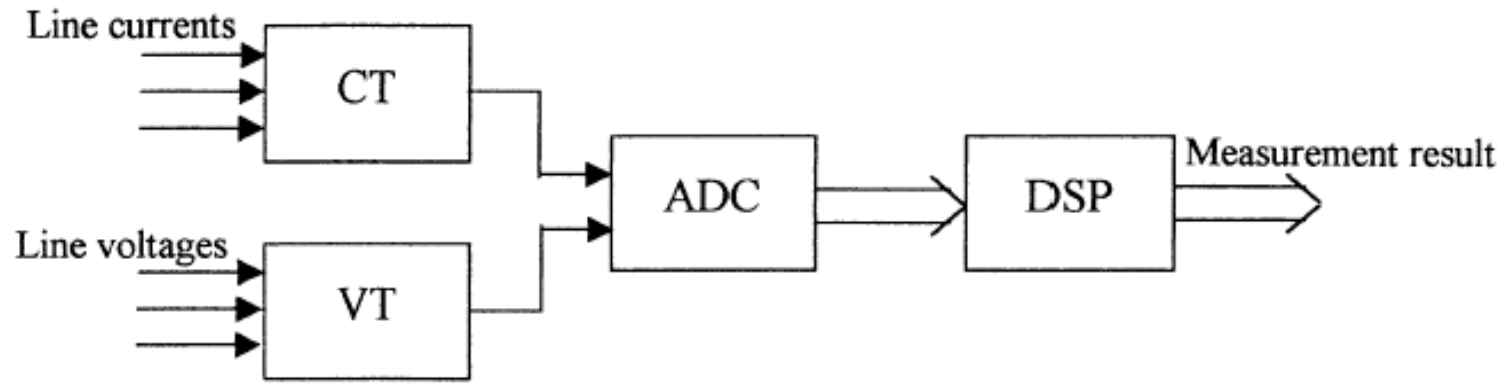 Line currents
CT
ADC
DSP
Measurement result
Line voltages
VT